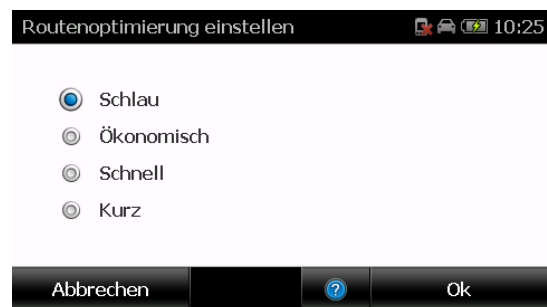 Routenoptimierung einstellen 10:25
Schlau
Ökonomisch
Schnell
Kurz
Abbrechen ? Ok